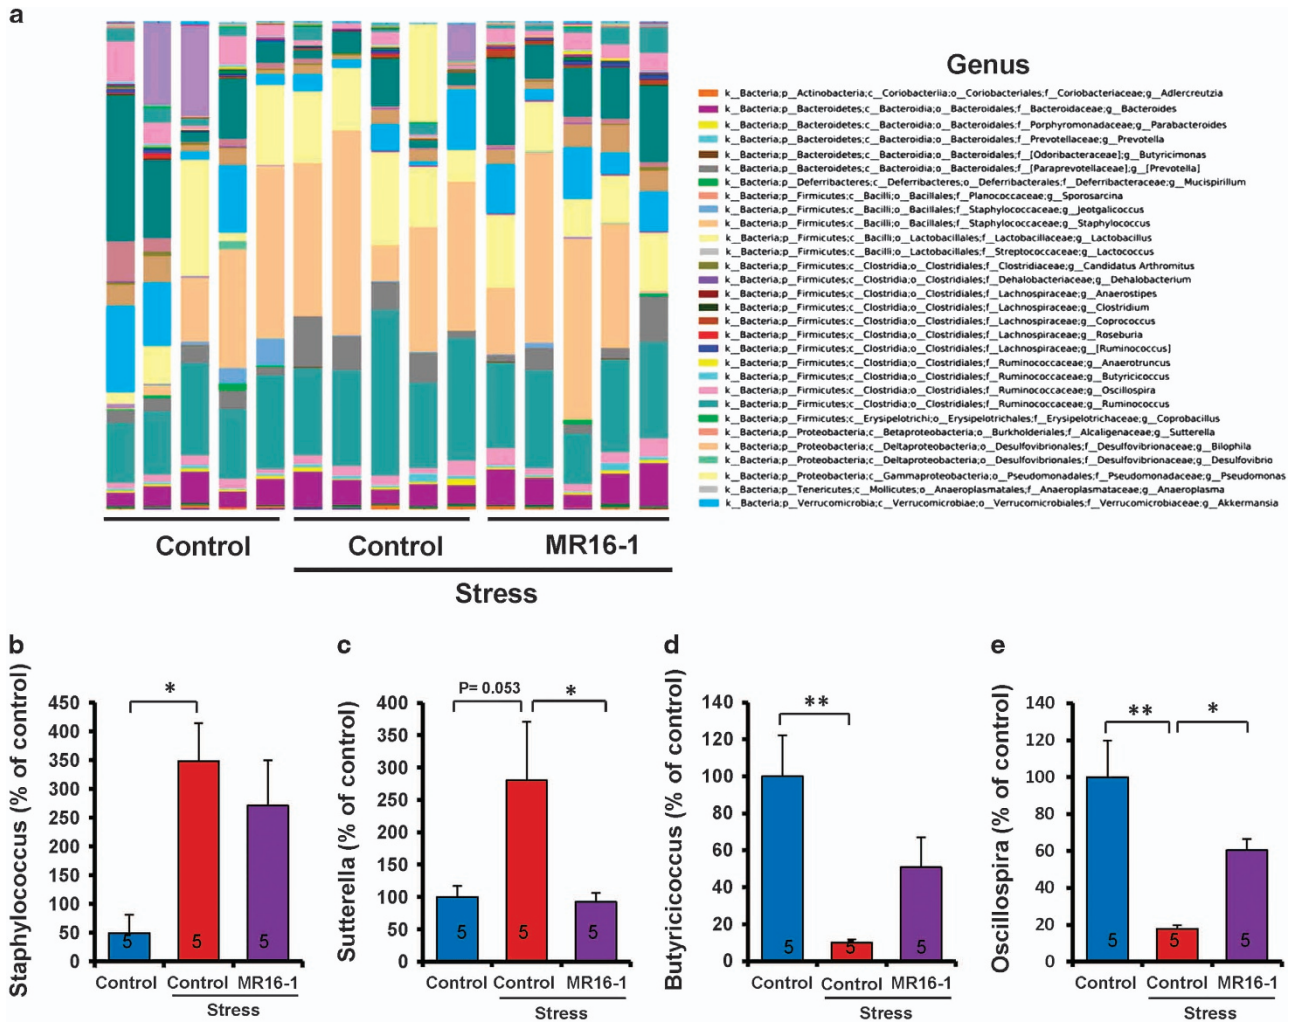 a
Genus
k__Bacteria;p__Actinobacteria;c__Coriobacteriia;o__Coriobacteriales;f__Coriobacteriaceae;g__Adlercreutzia
k__Bacteria;p__Bacteroidetes;c__Bacteroidia;o__Bacteroidales;f__Bacteroidaceae;g__Bacteroides
k__Bacteria;p__Bacteroidetes;c__Bacteroidia;o__Bacteroidales;f__Porphyromonadaceae;g__Parabacteroides
k__Bacteria;p__Bacteroidetes;c__Bacteroidia;o__Bacteroidales;f__Prevotellaceae;g__Prevotella
k__Bacteria;p__Bacteroidetes;c__Bacteroidia;o__Bacteroidales;f__[Odoribacteraceae];g__Butyricimonas
k__Bacteria;p__Bacteroidetes;c__Bacteroidia;o__Bacteroidales;f__[Paraprevotellaceae];g__[Prevotella]
k__Bacteria;p__Deferribacteres;c__Deferribacteres;o__Deferribacterales;f__Deferribacteraceae;g__Mucispirillum
k__Bacteria;p__Firmicutes;c__Bacilli;o__Bacillales;f__Planococcaceae;g__Sporosarcina
k__Bacteria;p__Firmicutes;c__Bacilli;o__Bacillales;f__Staphylococcaceae;g__Jeotgalicoccus
k__Bacteria;p__Firmicutes;c__Bacilli;o__Bacillales;f__Staphylococcaceae;g__Staphylococcus
k__Bacteria;p__Firmicutes;c__Bacilli;o__Lactobacillales;f__Lactobacillaceae;g__Lactobacillus
k__Bacteria;p__Firmicutes;c__Bacilli;o__Lactobacillales;f__Streptococcaceae;g__Lactococcus
k__Bacteria;p__Firmicutes;c__Clostridia;o__Clostridiales;f__Clostridiaceae;g__Candidatus Arthromitus
k__Bacteria;p__Firmicutes;c__Clostridia;o__Clostridiales;f__Dehalobacteriaceae;g__Dehalobacterium
k__Bacteria;p__Firmicutes;c__Clostridia;o__Clostridiales;f__Lachnospiraceae;g__Anaerostipes
k__Bacteria;p__Firmicutes;c__Clostridia;o__Clostridiales;f__Lachnospiraceae;g__Clostridium
k__Bacteria;p__Firmicutes;c__Clostridia;o__Clostridiales;f__Lachnospiraceae;g__Coprococcus
k__Bacteria;p__Firmicutes;c__Clostridia;o__Clostridiales;f__Lachnospiraceae;g__Roseburia
k__Bacteria;p__Firmicutes;c__Clostridia;o__Clostridiales;f__Lachnospiraceae;g__[Ruminococcus]
k__Bacteria;p__Firmicutes;c__Clostridia;o__Clostridiales;f__Ruminococcaceae;g__Anaerotruncus
k__Bacteria;p__Firmicutes;c__Clostridia;o__Clostridiales;f__Ruminococcaceae;g__Butyricicoccus
k__Bacteria;p__Firmicutes;c__Clostridia;o__Clostridiales;f__Ruminococcaceae;g__Oscillospira
k__Bacteria;p__Firmicutes;c__Clostridia;o__Clostridiales;f__Ruminococcaceae;g__Ruminococcus
k__Bacteria;p__Firmicutes;c__Erysipelotrichi;o__Erysipelotrichales;f__Erysipelotrichaceae;g__Coprobacillus
k__Bacteria;p__Proteobacteria;c__Betaproteobacteria;o__Burkholderiales;f__Alcaligenaceae;g__Sutterella
k__Bacteria;p__Proteobacteria;c__Deltaproteobacteria;o__Desulfovibrionales;f__Desulfovibrionaceae;g__Bilophila
k__Bacteria;p__Proteobacteria;c__Deltaproteobacteria;o__Desulfovibrionales;f__Desulfovibrionaceae;g__Desulfovibrio
k__Bacteria;p__Proteobacteria;c__Gammaproteobacteria;o__Pseudomonadales;f__Pseudomonadaceae;g__Pseudomonas
k__Bacteria;p__Tenericutes;c__Mollicutes;o__Anaeroplasmatales;f__Anaeroplasmataceae;g__Anaeroplasma
k__Bacteria;p__Verrucomicrobia;c__Verrucomicrobiae;o__Verrucomicrobiales;f__Verrucomicrobiaceae;g__Akkermansia
Control Control MR16-1
Stress
b
Staphylococcus (% of control)
450
400
350
300
250
200
150
100
50
0
*
5 5 5
Control Control MR16-1
Stress
c
Sutterella (% of control)
400
350
300
250
200
150
100
50
0
P= 0.053 *
5 5 5
Control Control MR16-1
Stress
d
Butyricicoccus (% of control)
140
120
100
80
60
40
20
0
**
5 5 5
Control Control MR16-1
Stress
e
Oscillospira (% of control)
140
120
100
80
60
40
20
0
** *
5 5 5
Control Control MR16-1
Stress